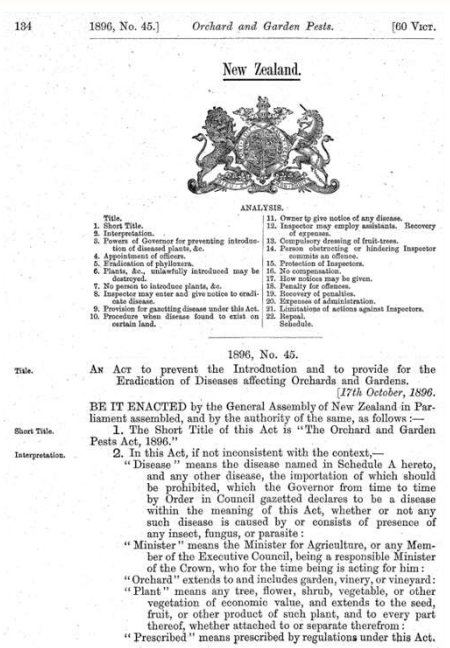 134 1896, No. 45.] Orchard and Garden Pests. [60 VICT.
New Zealand.
ANALYSIS.
Title.
1. Short Title.
2. Interpretation.
3. Powers of Governor for preventing introduc-
tion of diseased plants, &c.
4. Appointment of officers.
5. Eradication of phylloxera.
6. Plants, &c., unlawfully introduced may be
destroyed.
7. No person to introduce plants, &c.
8. Inspector may enter and give notice to eradi-
cate disease.
9. Provision for gazetting disease under this Act.
10. Procedure when disease found to exist on
certain land.
11. Owner to give notice of any disease.
12. Inspector may employ assistants. Recovery
of expenses.
13. Compulsory dressing of fruit-trees.
14. Person obstructing or hindering Inspector
commits an offence.
15. Protection of Inspectors.
16. No compensation.
17. How notices may be given.
18. Penalty for offences.
19. Recovery of penalties.
20. Expenses of administration.
21. Limitations of actions against Inspectors.
22. Repeal.
Schedule.
1896, No. 45.
Title. AN ACT to prevent the Introduction and to provide for the
Eradication of Diseases affecting Orchards and Gardens.
[17th October, 1896.
BE IT ENACTED by the General Assembly of New Zealand in Par-
liament assembled, and by the authority of the same, as follows:—
Short Title. 1. The Short Title of this Act is "The Orchard and Garden
Pests Act, 1896."
Interpretation. 2. In this Act, if not inconsistent with the context,—
"Disease" means the disease named in Schedule A hereto,
and any other disease, the importation of which should
be prohibited, which the Governor from time to time
by Order in Council gazetted declares to be a disease
within the meaning of this Act, whether or not any
such disease is caused by or consists of presence of
any insect, fungus, or parasite:
"Minister" means the Minister for Agriculture, or any Mem-
ber of the Executive Council, being a responsible Minister
of the Crown, who for the time being is acting for him:
"Orchard" extends to and includes garden, vinery, or vineyard:
"Plant" means any tree, flower, shrub, vegetable, or other
vegetation of economic value, and extends to the seed,
fruit, or other product of such plant, and to every part
thereof, whether attached to or separate therefrom:
"Prescribed" means prescribed by regulations under this Act.